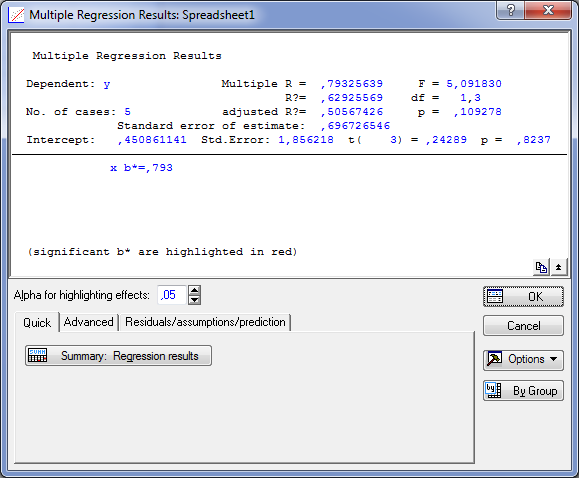 Multiple Regression Results: Spreadsheet1
Multiple Regression Results
Dependent: y Multiple R = ,79325639 F = 5,091830
R?= ,62925569 df = 1,3
No. of cases: 5 adjusted R?= ,50567426 p = ,109278
Standard error of estimate: ,696726546
Intercept: ,450861141 Std.Error: 1,856218 t( 3) = ,24289 p = ,8237
x b*=,793
(significant b* are highlighted in red)
Alpha for highlighting effects: ,05
OK
Quick Advanced Residuals/assumptions/prediction
Cancel
SUMM Summary: Regression results
Options
By Group